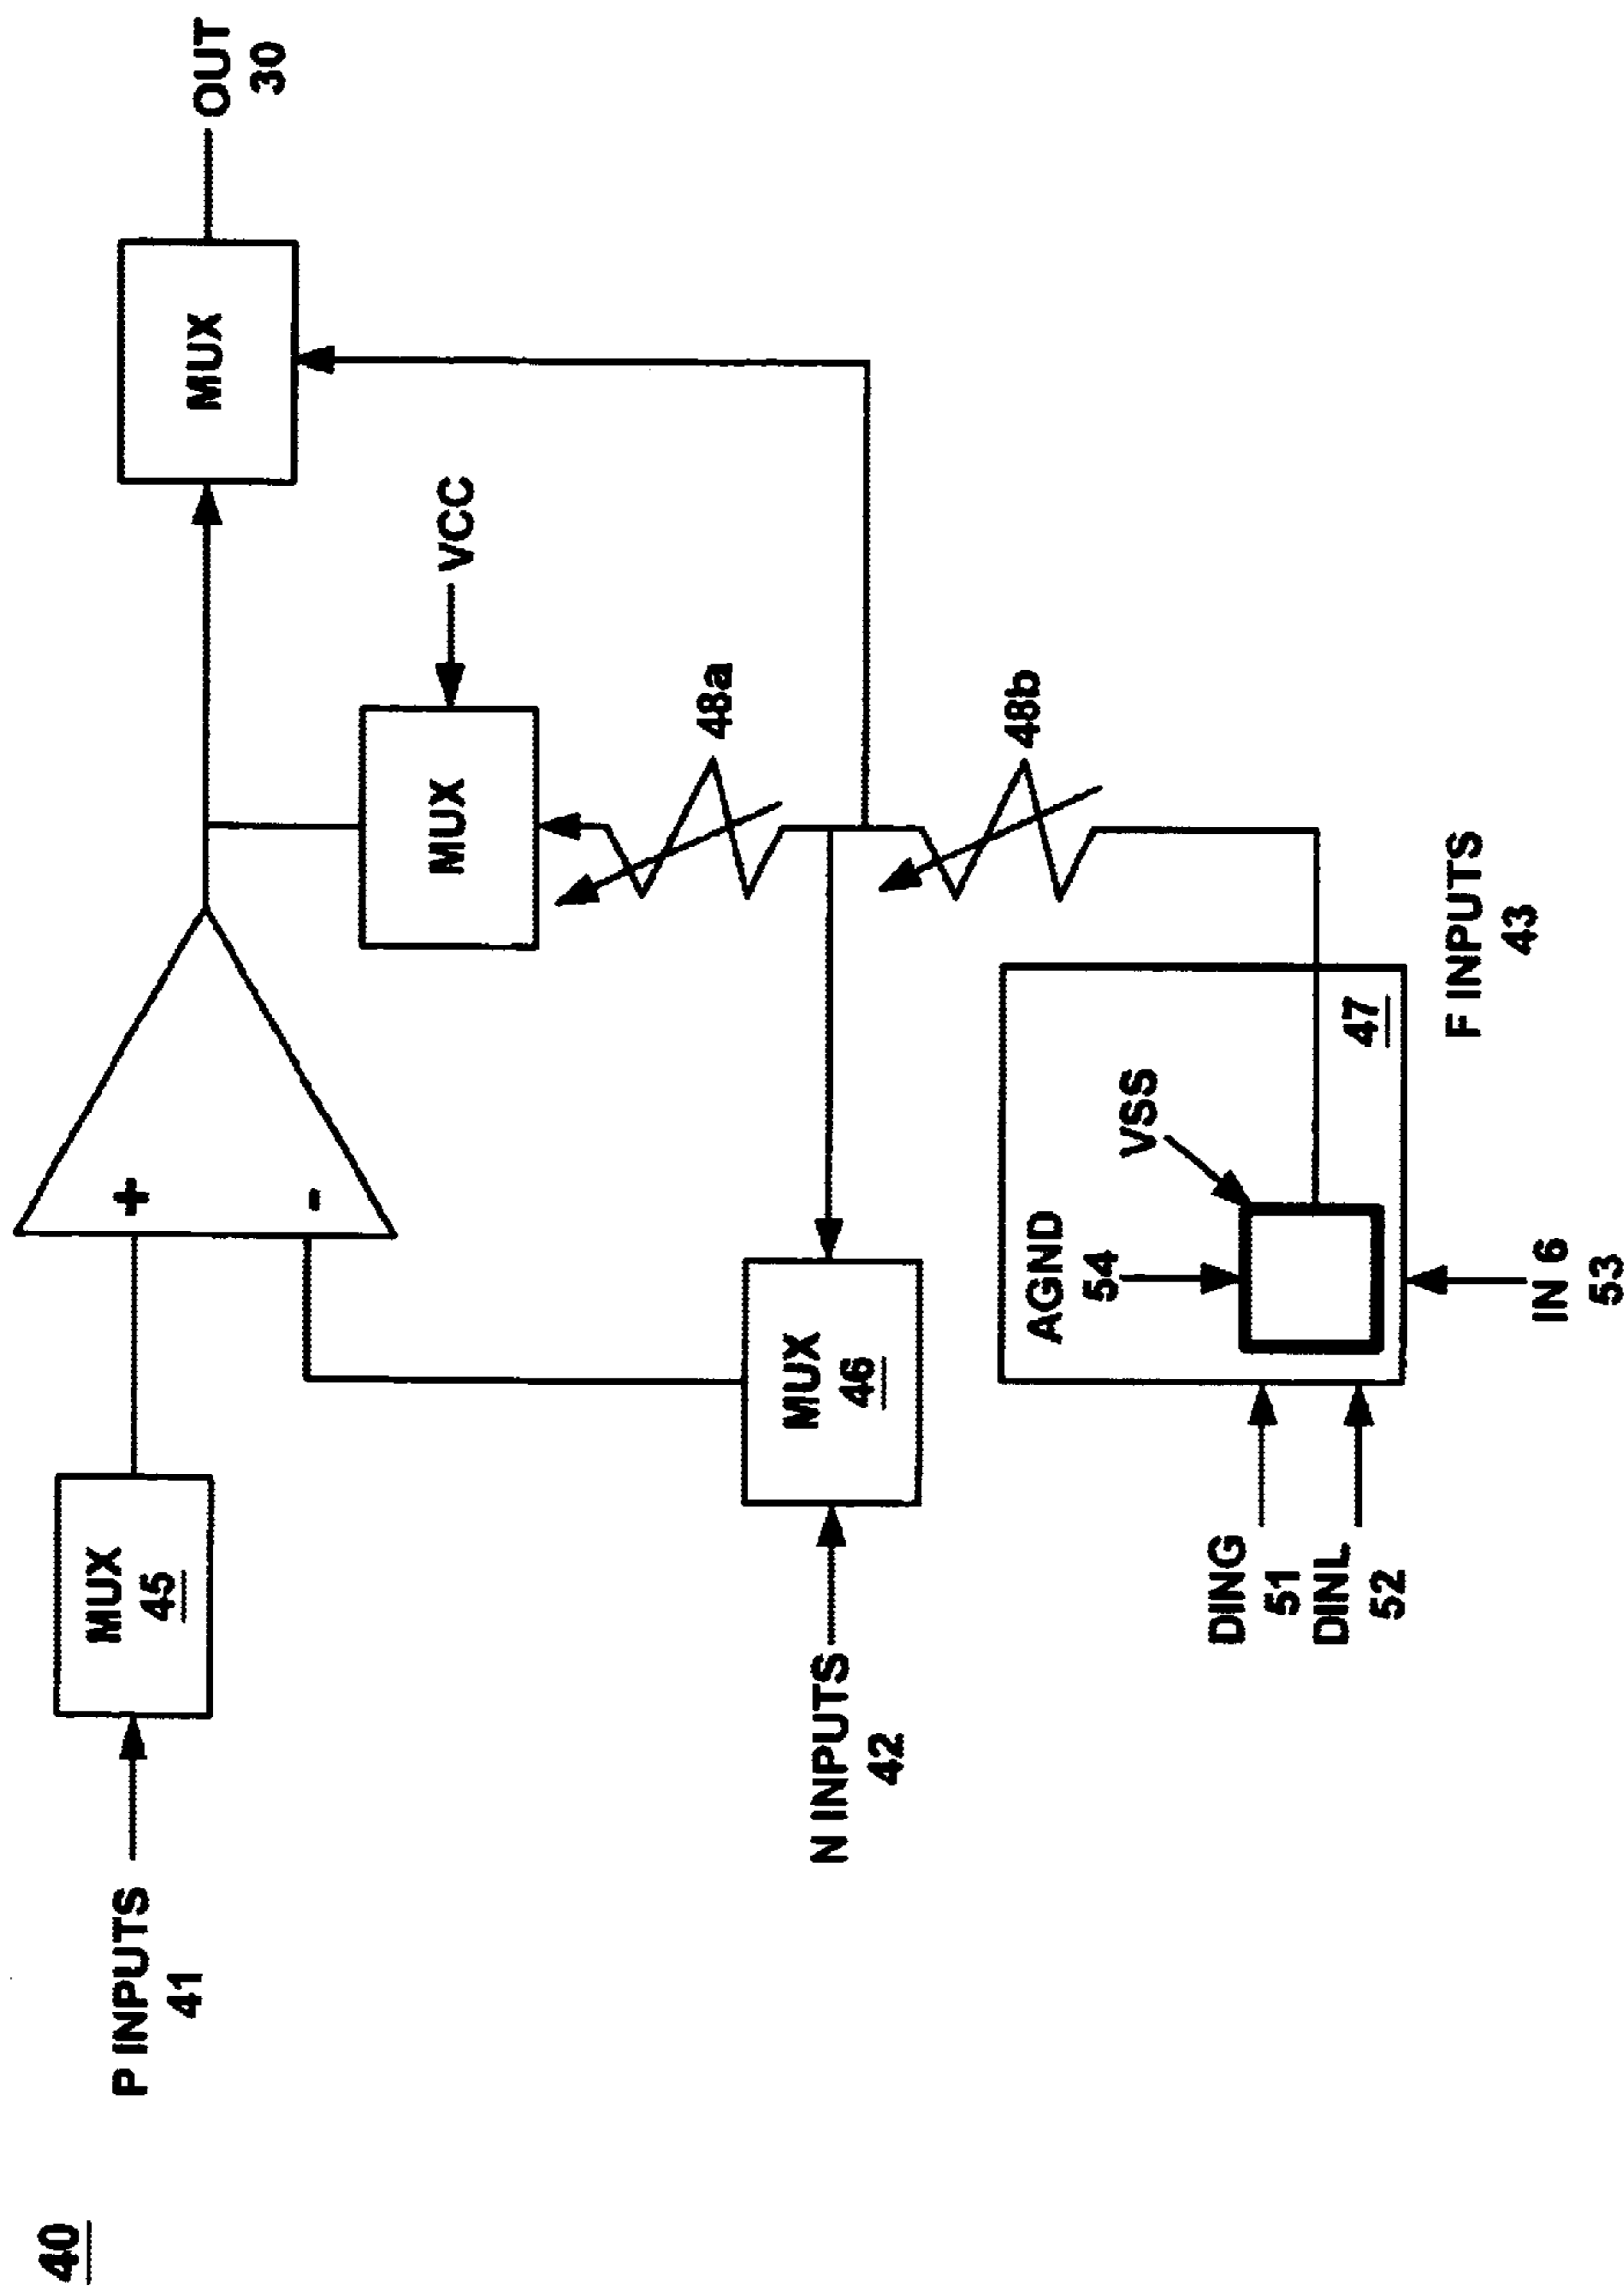 40
P INPUTS
41
MUX
45
+
-
MUX
OUT
30
VCC
MUX
48a
N INPUTS
42
MUX
46
48b
DING
51
DINL
52
AGND
54
VSS
47
IN 6
53
F INPUTS
43